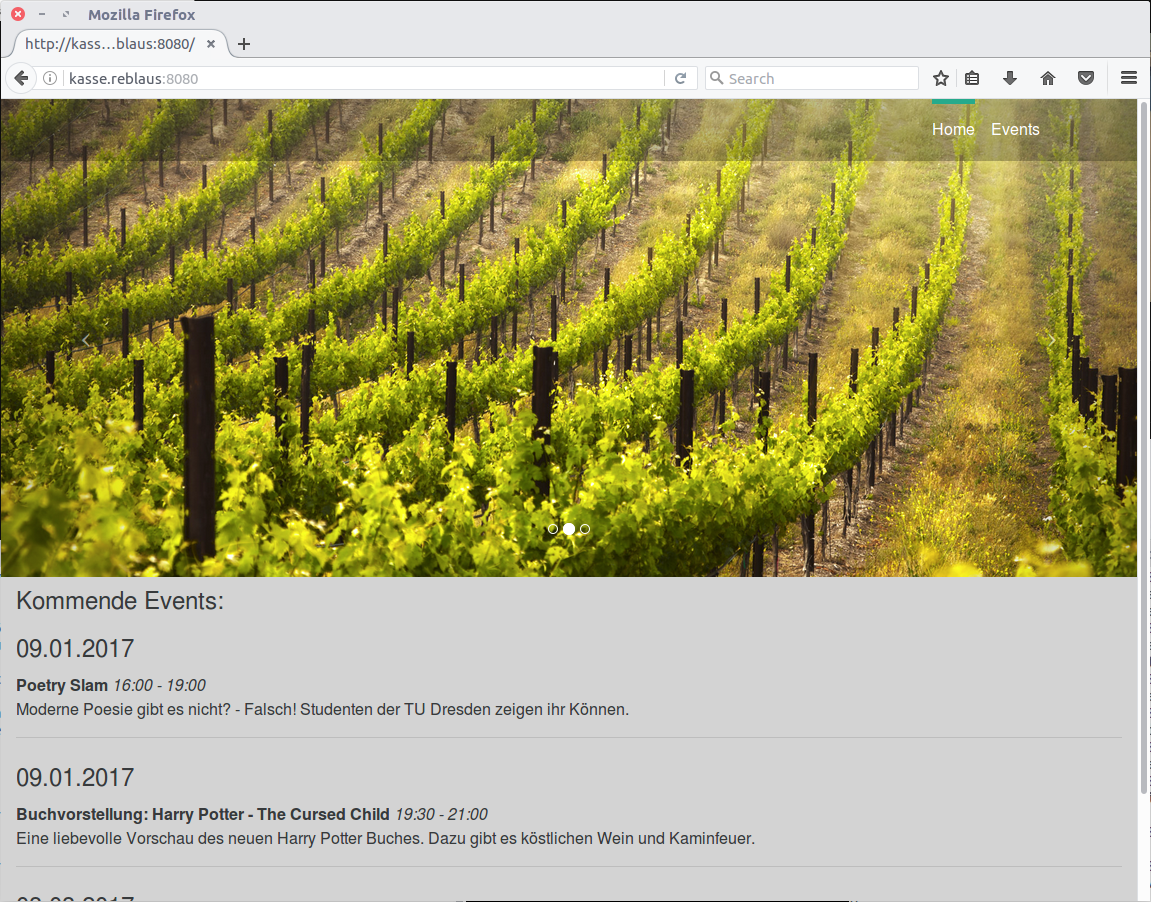 Mozilla Firefox
http://kass...blaus:8080/
kasse.reblaus:8080
Search
Home Events
Kommende Events:
09.01.2017
Poetry Slam 16:00 - 19:00
Moderne Poesie gibt es nicht? - Falsch! Studenten der TU Dresden zeigen ihr Können.
09.01.2017
Buchvorstellung: Harry Potter - The Cursed Child 19:30 - 21:00
Eine liebevolle Vorschau des neuen Harry Potter Buches. Dazu gibt es köstlichen Wein und Kaminfeuer.